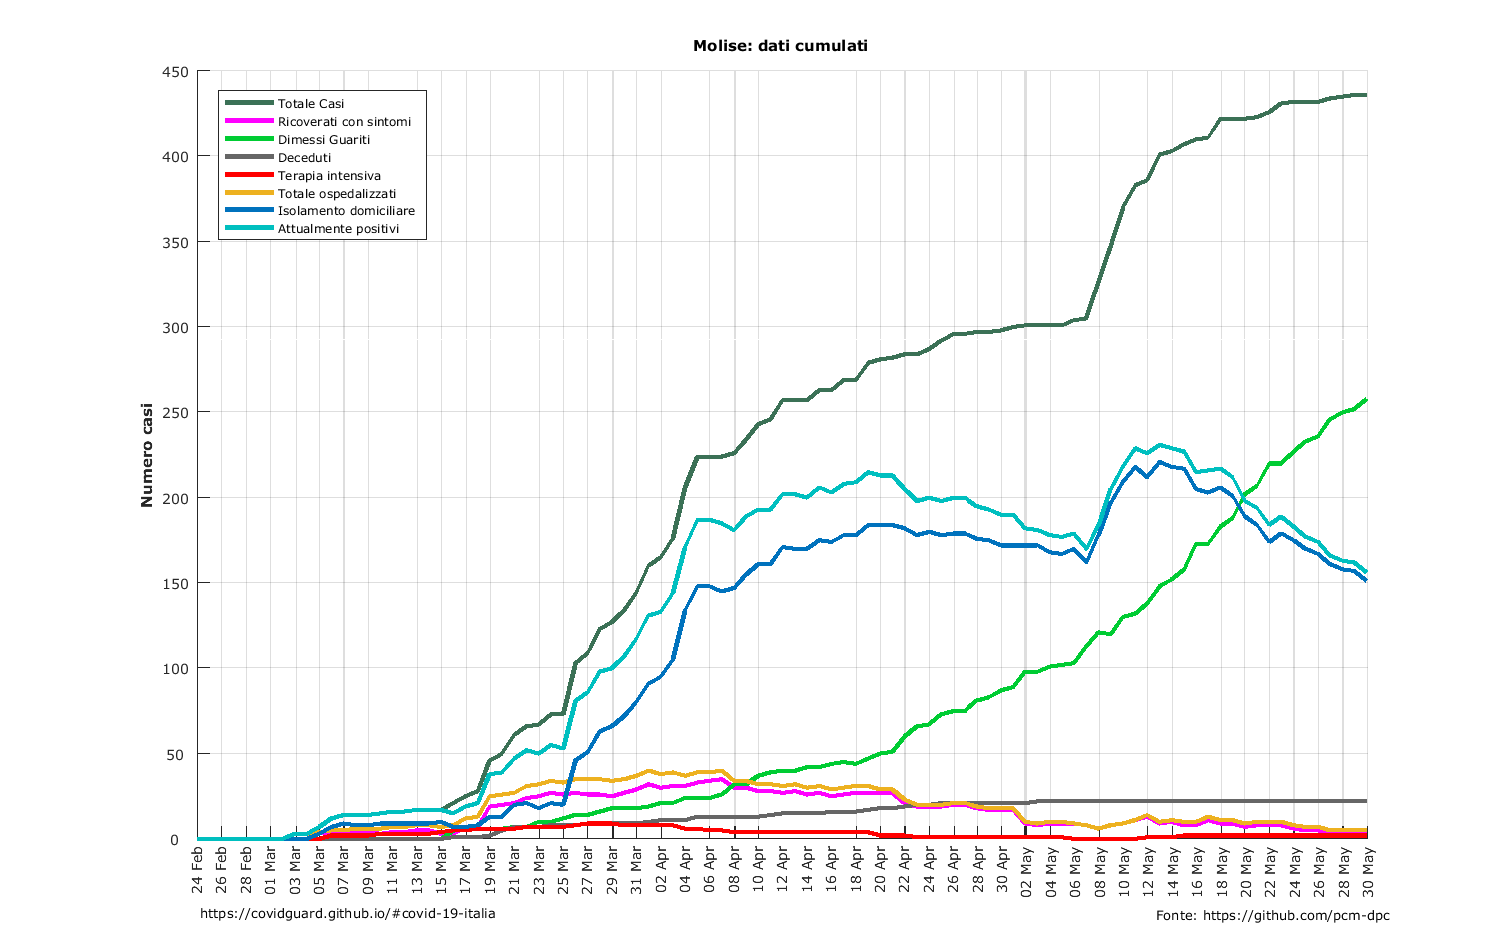 Molise: dati cumulati
450
400
350
300
250
200
150
100
50
0
Numero casi
Totale Casi
Ricoverati con sintomi
Dimessi Guariti
Deceduti
Terapia intensiva
Totale ospedalizzati
Isolamento domiciliare
Attualmente positivi
24 Feb
26 Feb
28 Feb
01 Mar
03 Mar
05 Mar
07 Mar
09 Mar
11 Mar
13 Mar
15 Mar
17 Mar
19 Mar
21 Mar
23 Mar
25 Mar
27 Mar
29 Mar
31 Mar
02 Apr
04 Apr
06 Apr
08 Apr
10 Apr
12 Apr
14 Apr
16 Apr
18 Apr
20 Apr
22 Apr
24 Apr
26 Apr
28 Apr
30 Apr
02 May
04 May
06 May
08 May
10 May
12 May
14 May
16 May
18 May
20 May
22 May
24 May
26 May
28 May
30 May
https://covidguard.github.io/#covid-19-italia
Fonte: https://github.com/pcm-dpc